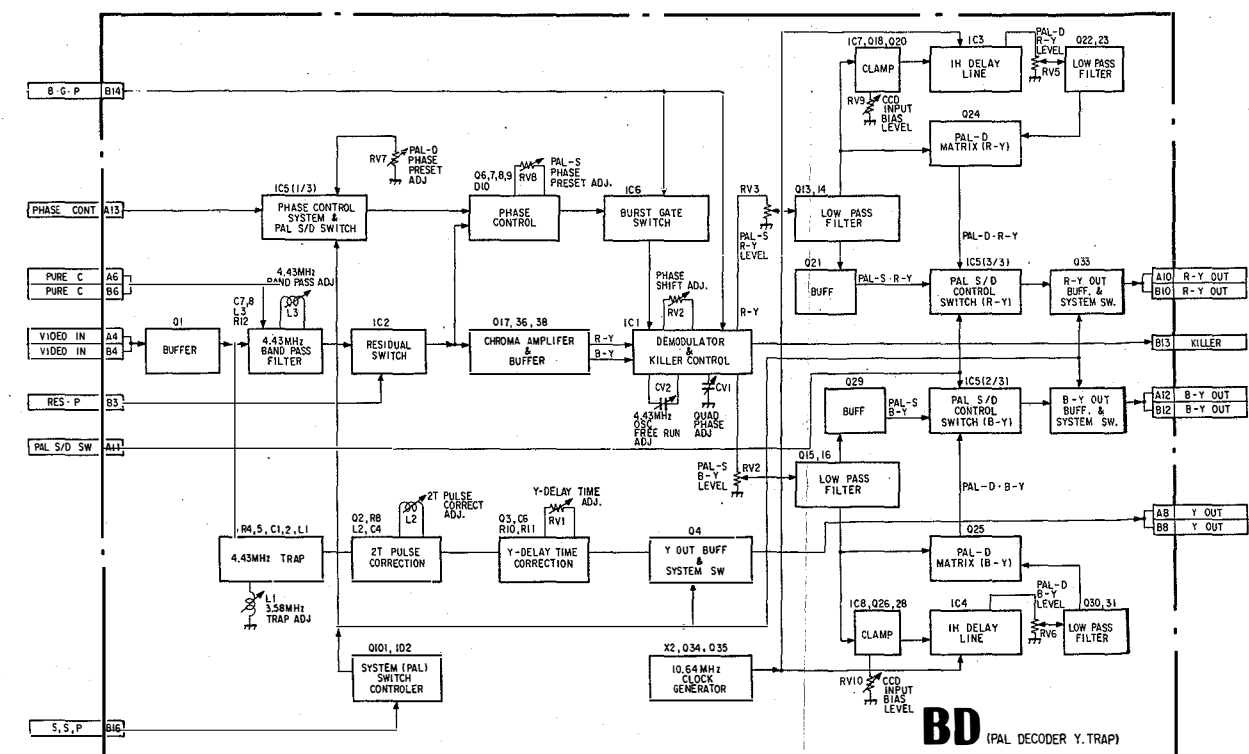 B·G·P B14
PHASE CONT A13
PURE C A6
PURE C B6
VIDEO IN A4
VIDEO IN B4
RES·P B3
PAL S/D SW A11
S,S,P B16
Q1
BUFFER
C7,8
L3
R12
4.43MHz
BAND PASS ADJ
L3
4.43MHz
BAND PASS
FILTER
IC5(1/3)
PHASE CONTROL
SYSTEM &
PAL S/D SWITCH
RV7
PAL-D
PHASE
PRESET
ADJ
IC2
RESIDUAL
SWITCH
Q6,7,8,9
D10
RV8
PAL-S
PHASE
PRESET ADJ.
PHASE
CONTROL
IC6
BURST GATE
SWITCH
Q17, 36, 38
CHROMA AMPLIFER
&
BUFFER
R-Y
B-Y
PHASE
SHIFT ADJ.
RV2
IC1
DEMODULATOR
&
KILLER CONTROL
CV2
4.43MHz
OSC
FREE RUN
ADJ
CV1
QUAD
PHASE
ADJ
R-Y
B-Y
RV3
PAL-S
R-Y
LEVEL
PAL-S
B-Y
LEVEL
RV2
R4,5, C1,2, L1
4.43MHz TRAP
L1
3.58MHz
TRAP ADJ
Q2, R8
L2, C4
2T PULSE
CORRECT
ADJ.
L2
2T PULSE
CORRECTION
Q3, C6
R10, R11
Y-DELAY TIME
ADJ.
RV1
Y-DELAY TIME
CORRECTION
Q4
Y OUT BUFF
&
SYSTEM SW
Q101, 102
SYSTEM (PAL)
SWITCH
CONTROLER
X2, Q34, Q35
10.64MHz
CLOCK
GENERATOR
IC7, Q18, Q20
CLAMP
RV9
CCD
INPUT
BIAS
LEVEL
IC3
1H DELAY
LINE
PAL-D
R-Y
LEVEL
RV5
Q22, 23
LOW PASS
FILTER
Q24
PAL-D
MATRIX (R-Y)
Q13, 14
LOW PASS
FILTER
PAL-D·R-Y
Q21
BUFF
PAL-S·R-Y
IC5(3/3)
PAL S/D
CONTROL
SWITCH (R-Y)
Q33
R-Y OUT
BUFF. &
SYSTEM SW.
A10 R-Y OUT
B10 R-Y OUT
B13 KILLER
Q29
BUFF
PAL-S
B-Y
IC5(2/3)
PAL S/D
CONTROL
SWITCH (B-Y)
B-Y OUT
BUFF. &
SYSTEM SW.
A12 B-Y OUT
B12 B-Y OUT
Q15, 16
LOW PASS
FILTER
PAL-D·B-Y
A8 Y OUT
B8 Y OUT
Q25
PAL-D
MATRIX (B-Y)
IC8, Q26, 28
CLAMP
RV10
CCD
INPUT
BIAS
LEVEL
IC4
1H DELAY
LINE
PAL-D
B-Y
LEVEL
RV6
Q30, 31
LOW PASS
FILTER
BD (PAL DECODER Y.TRAP)